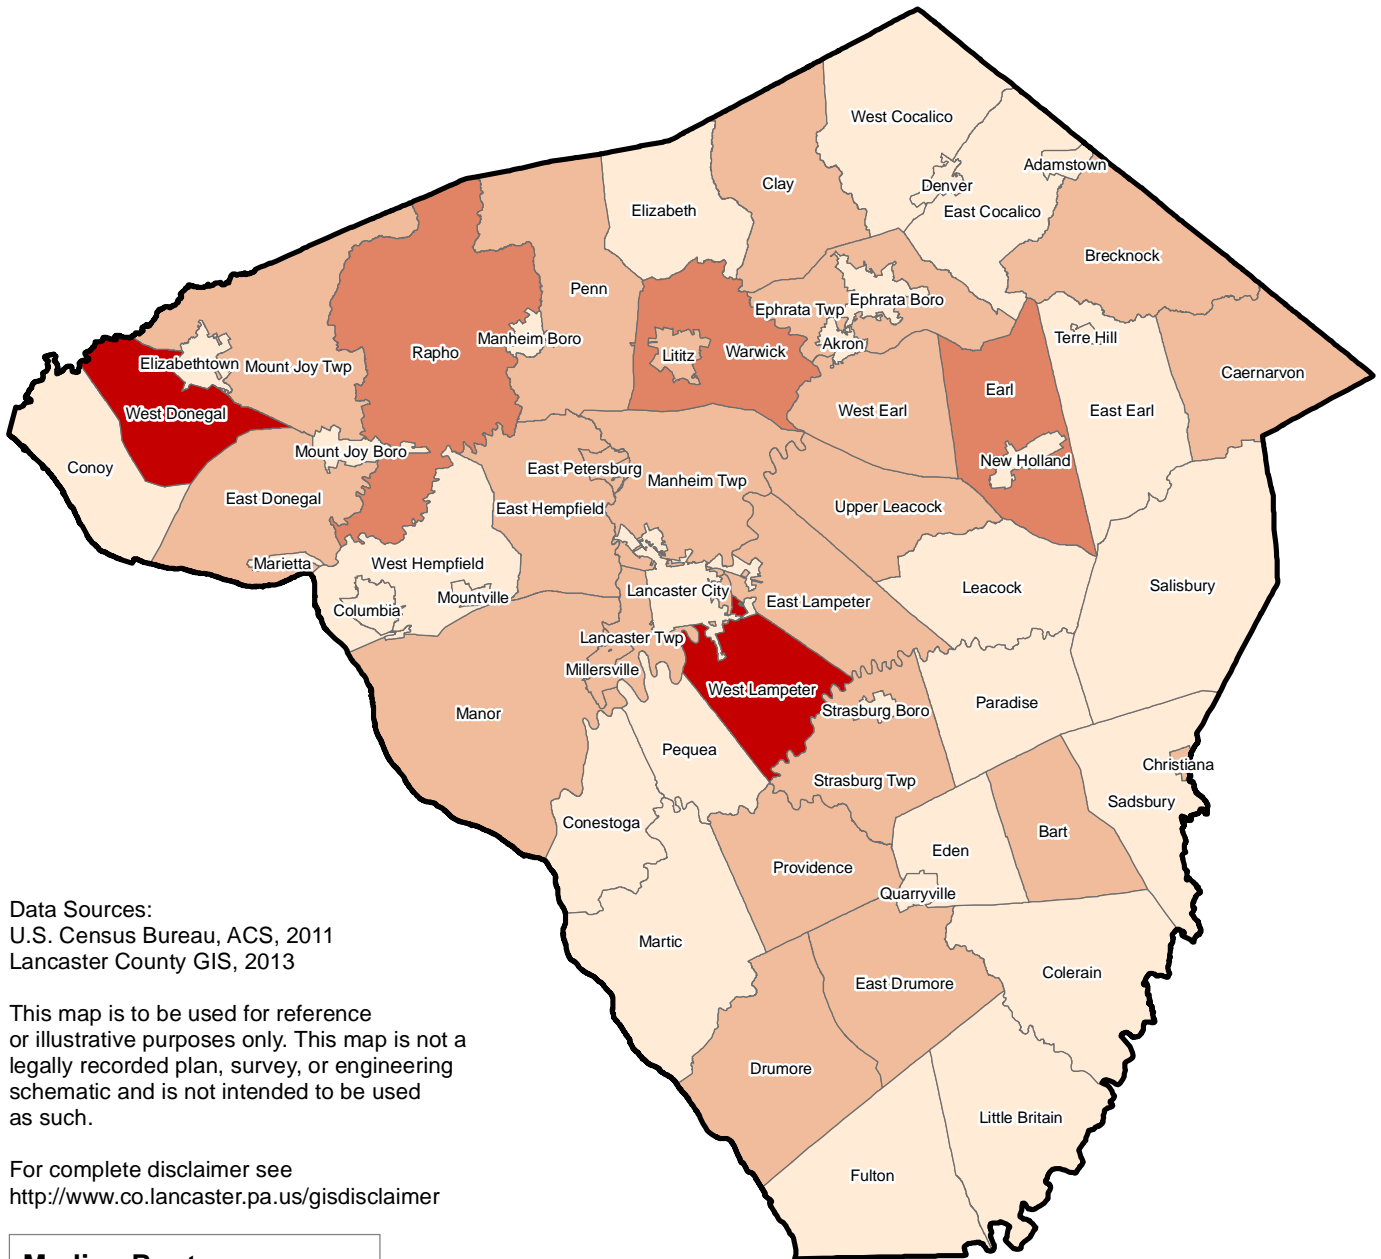 West Cocalico
Adamstown
Denver
Clay
Elizabeth
East Cocalico
Brecknock
Penn
Ephrata Boro
Ephrata Twp
Manheim Boro
Terre Hill
Akron
Rapho
Lititz
Warwick
Elizabethtown
Mount Joy Twp
Caernarvon
Earl
West Earl
East Earl
West Donegal
Mount Joy Boro
New Holland
Conoy
East Petersburg
Manheim Twp
East Donegal
East Hempfield
Upper Leacock
Marietta
West Hempfield
Leacock
Salisbury
Lancaster City
Mountville
East Lampeter
Columbia
Lancaster Twp
Millersville
West Lampeter
Paradise
Manor
Strasburg Boro
Pequea
Christiana
Strasburg Twp
Sadsbury
Conestoga
Bart
Eden
Providence
Quarryville
Data Sources:
U.S. Census Bureau, ACS, 2011
Lancaster County GIS, 2013
Martic
Colerain
East Drumore
This map is to be used for reference
or illustrative purposes only. This map is not a
legally recorded plan, survey, or engineering
schematic and is not intended to be used
as such.
Drumore
Little Britain
Fulton
For complete disclaimer see
http://www.co.lancaster.pa.us/gisdisclaimer